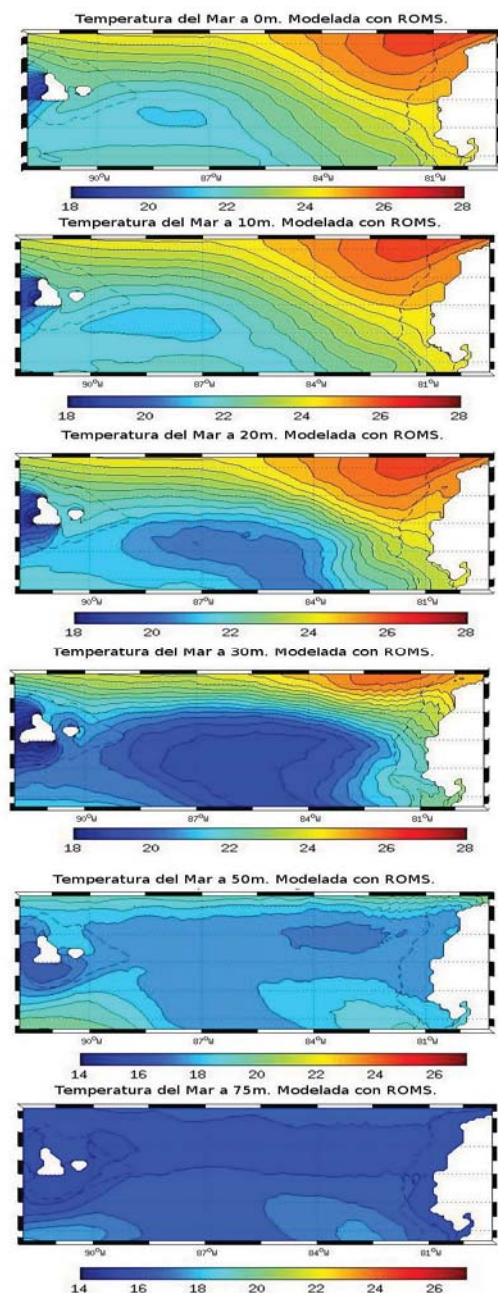 Temperatura del Mar a 0m. Modelada con ROMS.
90°W 87°W 84°W 81°W
18 20 22 24 26 28
Temperatura del Mar a 10m. Modelada con ROMS.
90°W 87°W 84°W 81°W
18 20 22 24 26 28
Temperatura del Mar a 20m. Modelada con ROMS.
90°W 87°W 84°W 81°W
18 20 22 24 26 28
Temperatura del Mar a 30m. Modelada con ROMS.
90°W 87°W 84°W 81°W
18 20 22 24 26 28
Temperatura del Mar a 50m. Modelada con ROMS.
90°W 87°W 84°W 81°W
14 16 18 20 22 24 26
Temperatura del Mar a 75m. Modelada con ROMS.
90°W 87°W 84°W 81°W
14 16 18 20 22 24 26